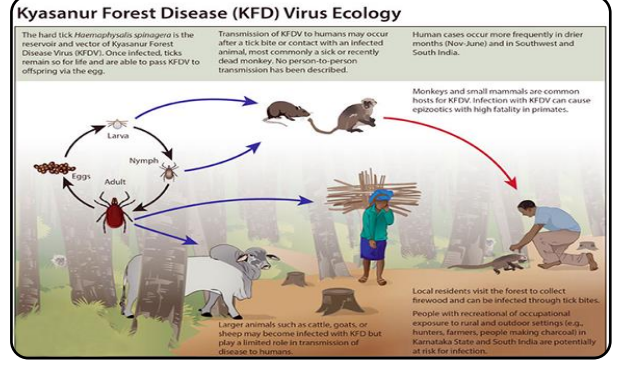 Kyasanur Forest Disease (KFD) Virus Ecology
The hard tick Haemaphysalis spinagera is the
reservoir and vector of Kyasanur Forest
Disease Virus (KFDV). Once infected, ticks
remain so for life and are able to pass KFDV to
offspring via the egg.
Transmission of KFDV to humans may occur
after a tick bite or contact with an infected
animal, most commonly a sick or recently
dead monkey. No person-to-person
transmission has been described.
Human cases occur more frequently in drier
months (Nov-June) and in Southwest and
South India.
Monkeys and small mammals are common
hosts for KFDV. Infection with KFDV can cause
epizootics with high fatality in primates.
Larva
Nymph
Eggs
Adult
Larger animals such as cattle, goats, or
sheep may become infected with KFD but
play a limited role in transmission of
disease to humans.
Local residents visit the forest to collect
firewood and can be infected through tick bites.
People with recreational of occupational
exposure to rural and outdoor settings (e.g.,
hunters, farmers, people making charcoal) in
Karnataka State and South India are potentially
at risk for infection.